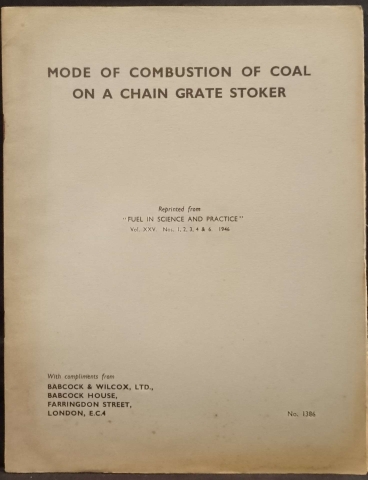 MODE OF COMBUSTION OF COAL
ON A CHAIN GRATE STOKER
Reprinted from
"FUEL IN SCIENCE AND PRACTICE"
Vol. XXV. Nos. 1, 2, 3, 4 & 6 1946
With compliments from
BABCOCK & WILCOX, LTD.,
BABCOCK HOUSE,
FARRINGDON STREET,
LONDON, E.C.4
No. 1386